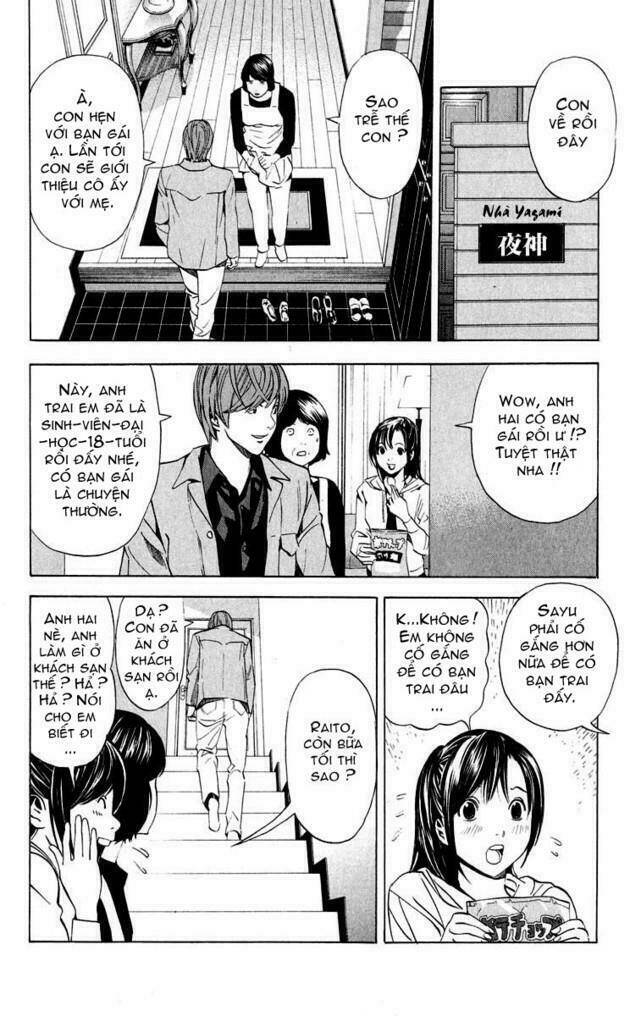 CON
VỀ RỒI
ĐÂY
Nhà Yagami
夜神
SAO
TRỄ THẾ
CON ?
À,
CON HẸN
VỚI BẠN GÁI
Ạ. LẦN TỚI
CON SẼ GIỚI
THIỆU CÔ ẤY
VỚI MẸ.
WOW, ANH
HAI CÓ BẠN
GÁI RỒI Ư !?
TUYỆT THẬT
NHA !!
NÀY, ANH
TRAI EM ĐÃ LÀ
SINH-VIÊN-ĐẠI
-HỌC-18-TUỔI
RỒI ĐẤY NHÉ,
CÓ BẠN GÁI
LÀ CHUYỆN
THƯỜNG.
SAYU
PHẢI CỐ
GẮNG HƠN
NỮA ĐỂ CÓ
BẠN TRAI
ĐẤY.
K...KHÔNG!
EM KHÔNG
CỐ GẮNG
ĐỂ CÓ BẠN
TRAI ĐÂU
...
ラチョップ
RAITO,
CÒN BỮA
TỐI THÌ
SAO ?
DẠ?
CON ĐÃ
ĂN Ở
KHÁCH
SẠN RỒI
Ạ.
ANH HAI
NÈ, ANH
LÀM GÌ Ở
KHÁCH SẠN
THẾ ? HẢ ?
HẢ ? NÓI
CHO EM
BIẾT ĐI
...